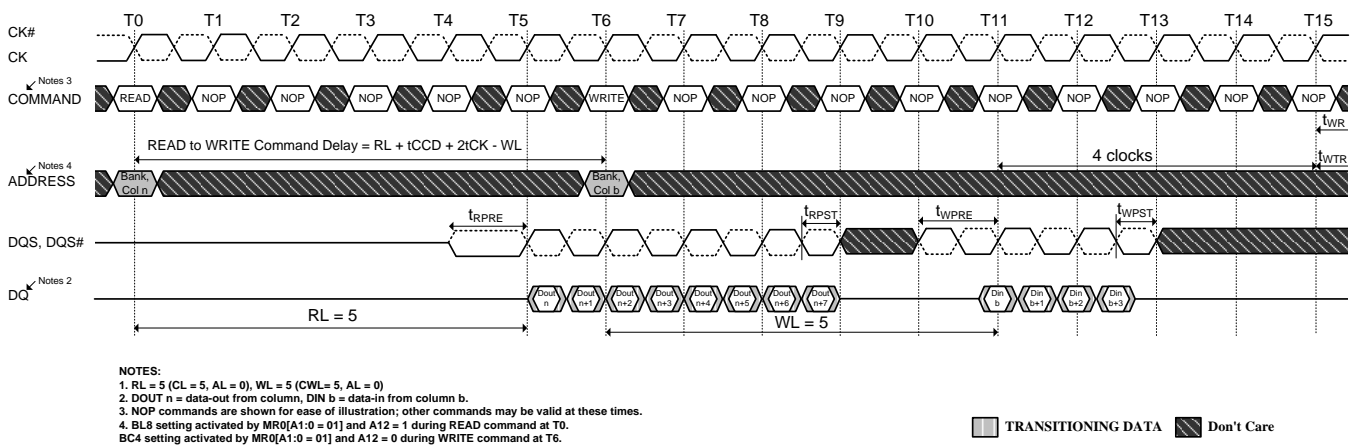 T0 T1 T2 T3 T4 T5 T6 T7 T8 T9 T10 T11 T12 T13 T14 T15
CK#
CK
Notes 3
COMMAND READ NOP NOP NOP NOP NOP WRITE NOP NOP NOP NOP NOP NOP NOP NOP NOP
tWR
READ to WRITE Command Delay = RL + tCCD + 2tCK - WL
4 clocks
tWTR
Notes 4
ADDRESS
Bank, Col n
Bank, Col b
tRPRE tRPST tWPRE tWPST
DQS, DQS#
Notes 2
DQ
Dout n Dout n+1 Dout n+2 Dout n+3 Dout n+4 Dout n+5 Dout n+6 Dout n+7 Din b Din b+1 Din b+2 Din b+3
RL = 5 WL = 5
NOTES:
1. RL = 5 (CL = 5, AL = 0), WL = 5 (CWL= 5, AL = 0)
2. DOUT n = data-out from column, DIN b = data-in from column b.
3. NOP commands are shown for ease of illustration; other commands may be valid at these times.
4. BL8 setting activated by MR0[A1:0 = 01] and A12 = 1 during READ command at T0.
BC4 setting activated by MR0[A1:0 = 01] and A12 = 0 during WRITE command at T6.
TRANSITIONING DATA Don't Care